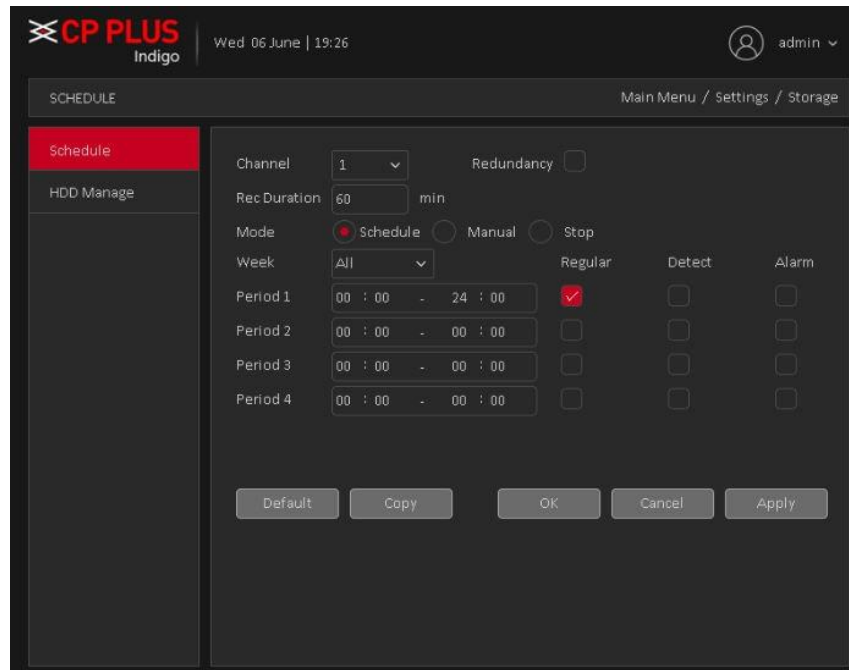 CP PLUS
Indigo
Wed 06 June | 19:26
admin
SCHEDULE
Main Menu / Settings / Storage
Schedule
HDD Manage
Channel 1 Redundancy
Rec Duration 60 min
Mode Schedule Manual Stop
Week All Regular Detect Alarm
Period 1 00 : 00 - 24 : 00
Period 2 00 : 00 - 00 : 00
Period 3 00 : 00 - 00 : 00
Period 4 00 : 00 - 00 : 00
Default Copy OK Cancel Apply